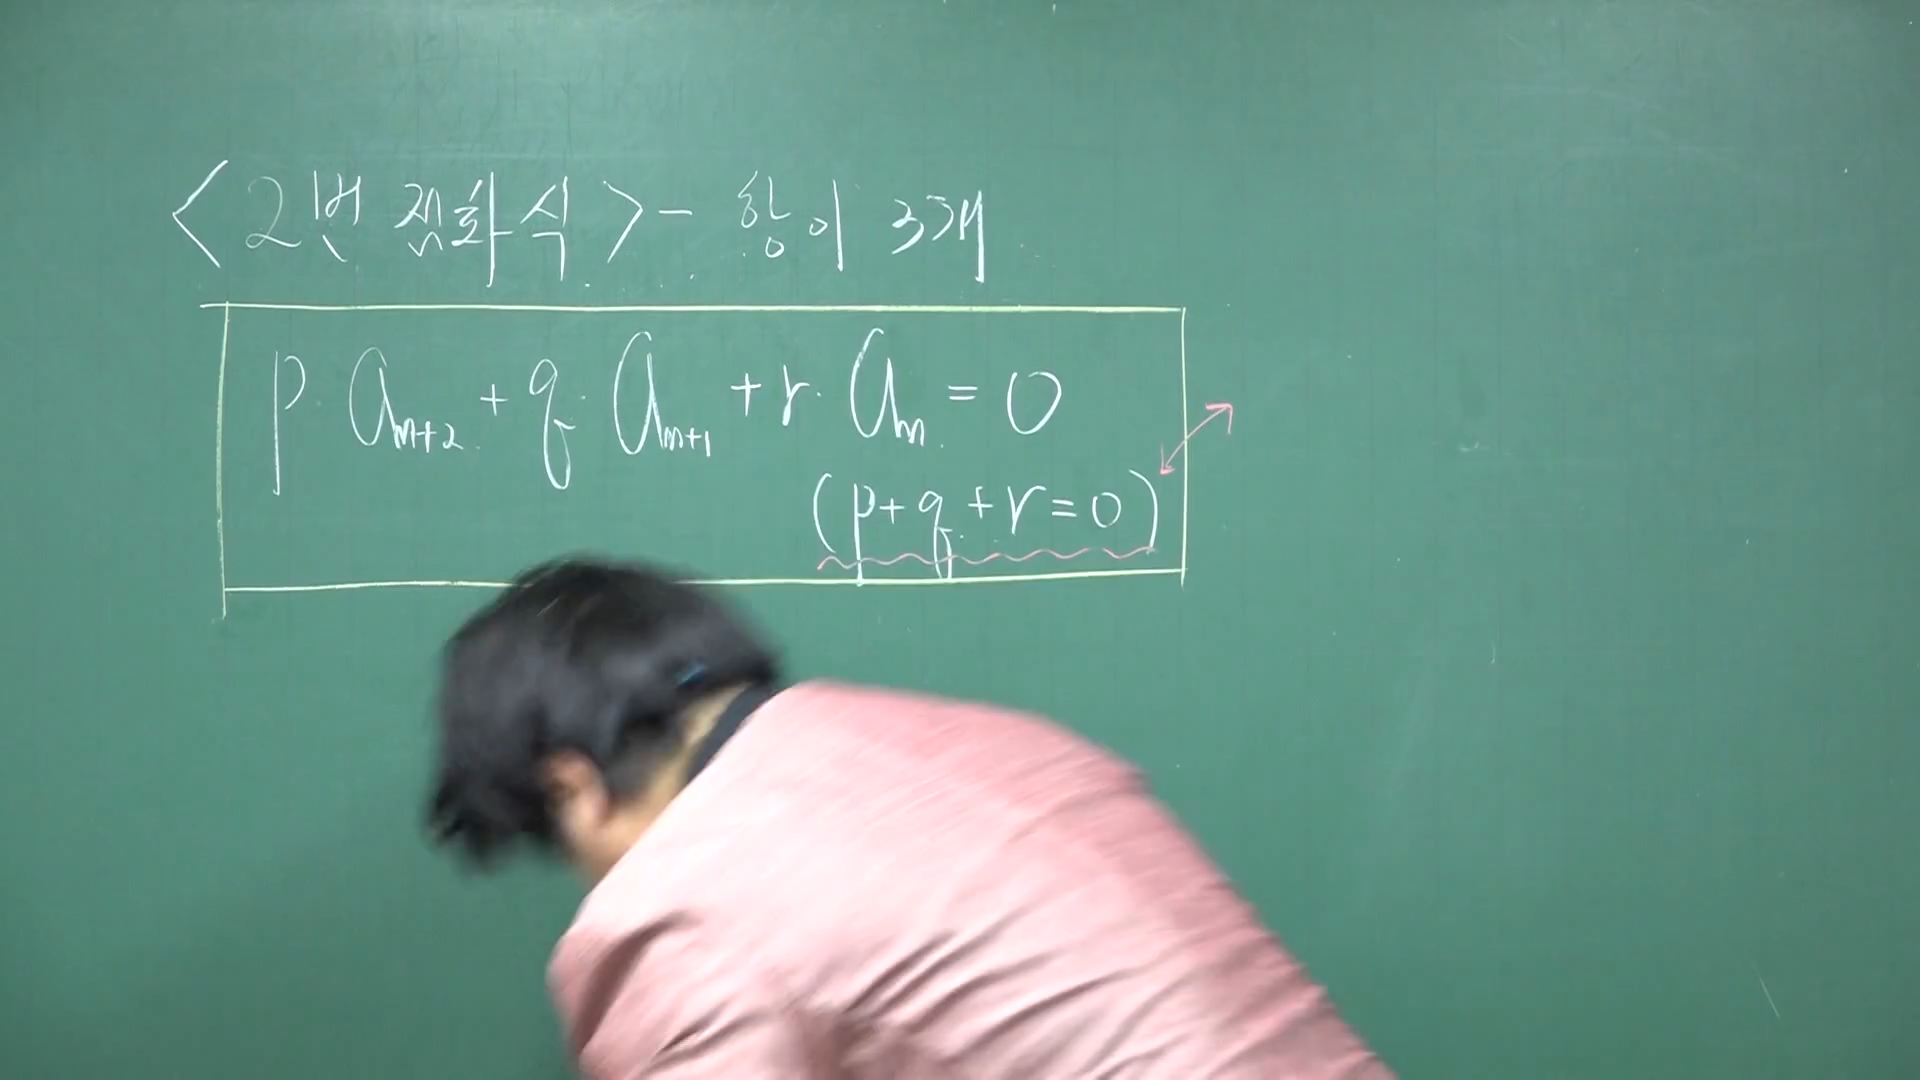 <2번 점화식> - 항이 3개
p·a_{n+2} + q·a_{n+1} + r·a_n = 0
(p+q+r=0)